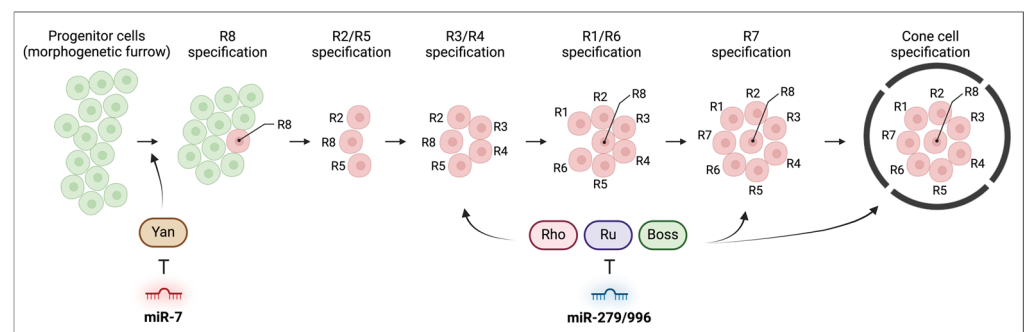 Progenitor cells
(morphogenetic furrow)
R8
specification
R2/R5
specification
R3/R4
specification
R1/R6
specification
R7
specification
Cone cell
specification
R8
R2
R8
R5
R2
R3
R8
R4
R5
R2
R8
R1
R3
R4
R6
R5
R2
R8
R1
R3
R7
R4
R6
R5
R2
R8
R1
R3
R7
R4
R6
R5
Yan
Rho
Ru
Boss
miR-7
miR-279/996